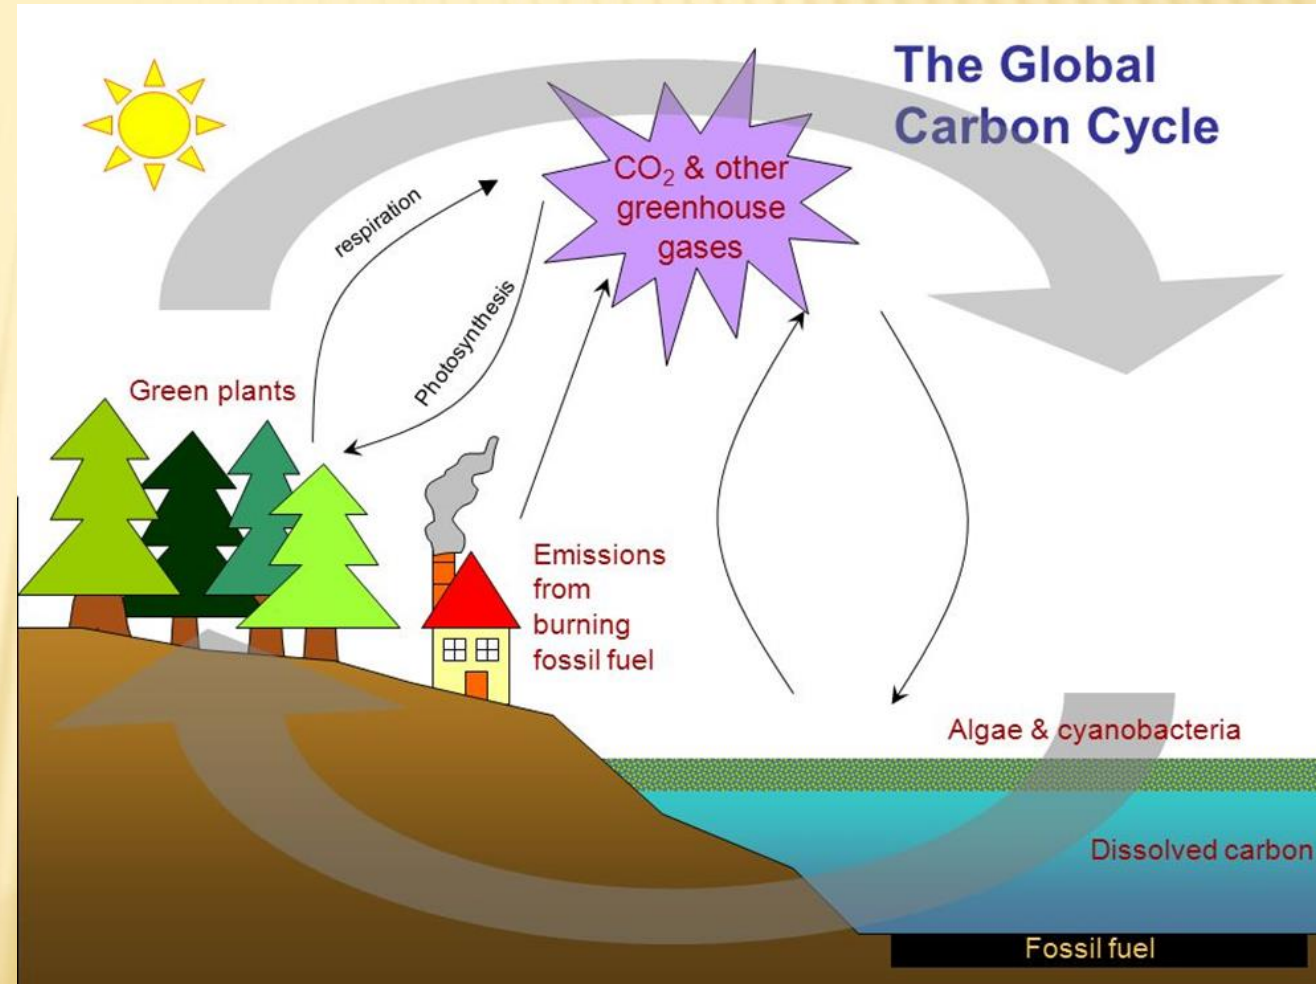 The Global
Carbon Cycle
CO₂ & other
greenhouse
gases
respiration
Photosynthesis
Green plants
Emissions
from
burning
fossil fuel
Algae & cyanobacteria
Dissolved carbon
Fossil fuel